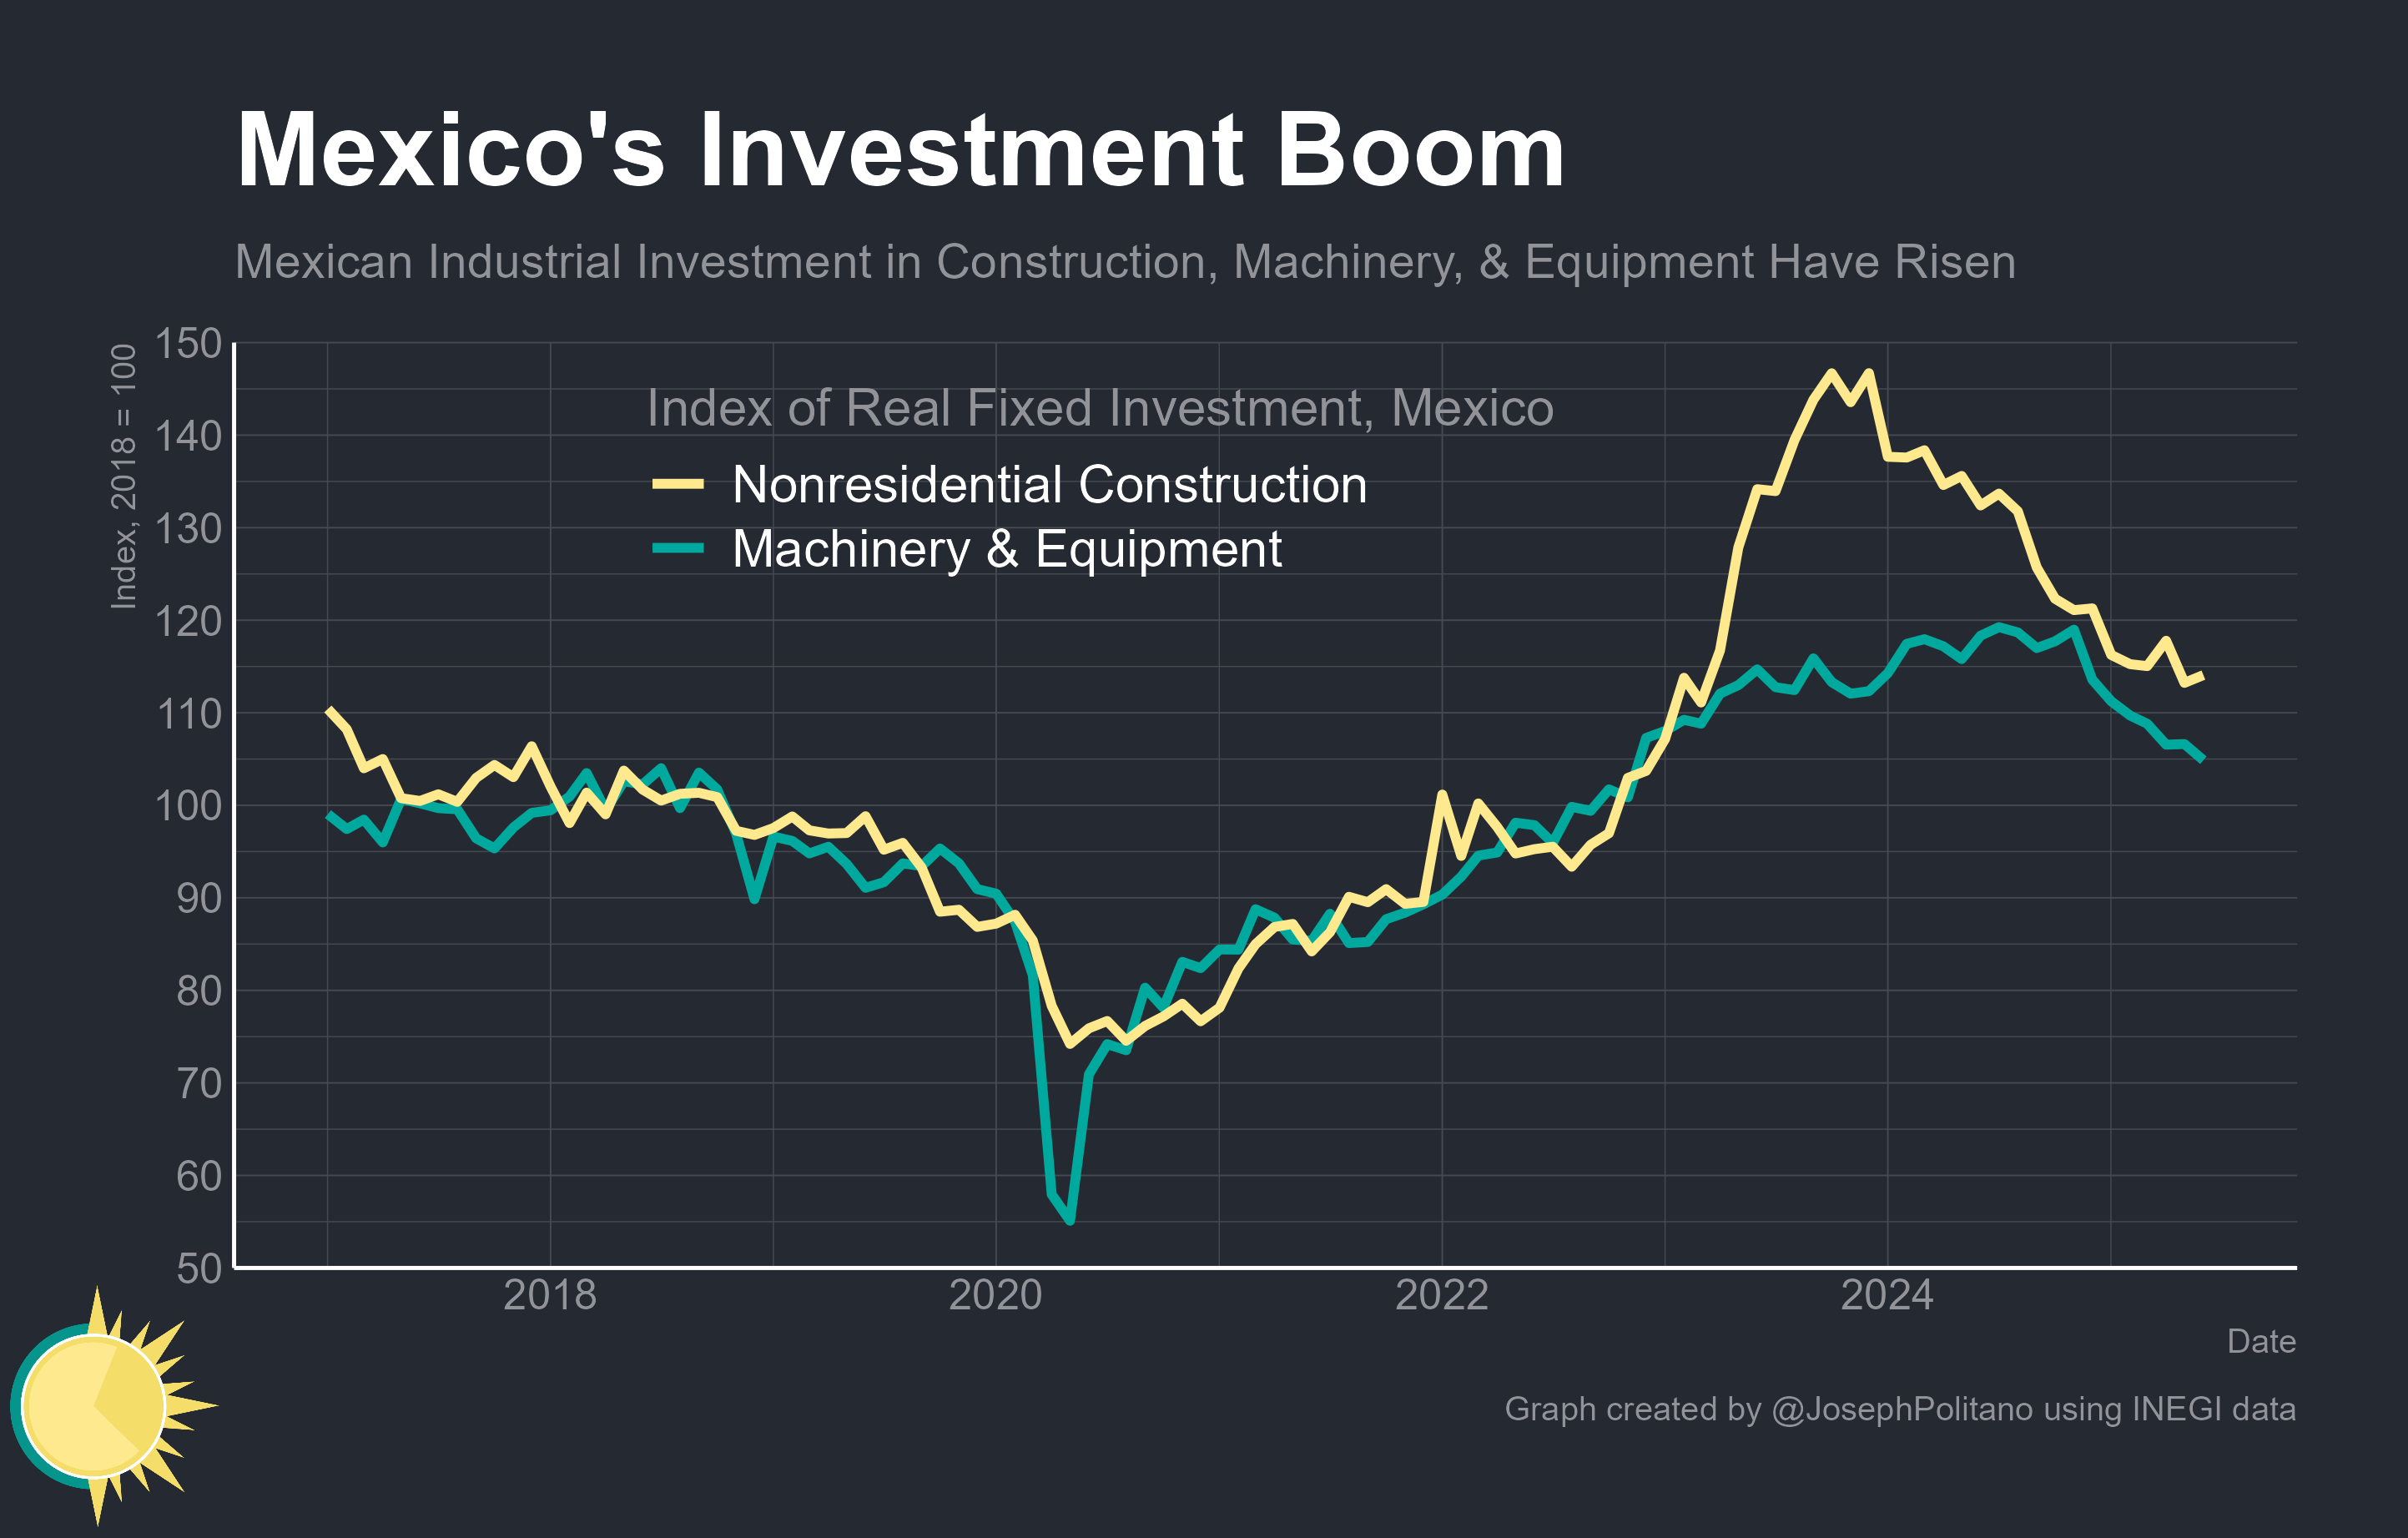 Mexico's Investment Boom
Mexican Industrial Investment in Construction, Machinery, & Equipment Have Risen
Index, 2018 = 100
150
140
130
120
110
100
90
80
70
60
50
Index of Real Fixed Investment, Mexico
Nonresidential Construction
Machinery & Equipment
2018 2020 2022 2024
Date
Graph created by @JosephPolitano using INEGI data